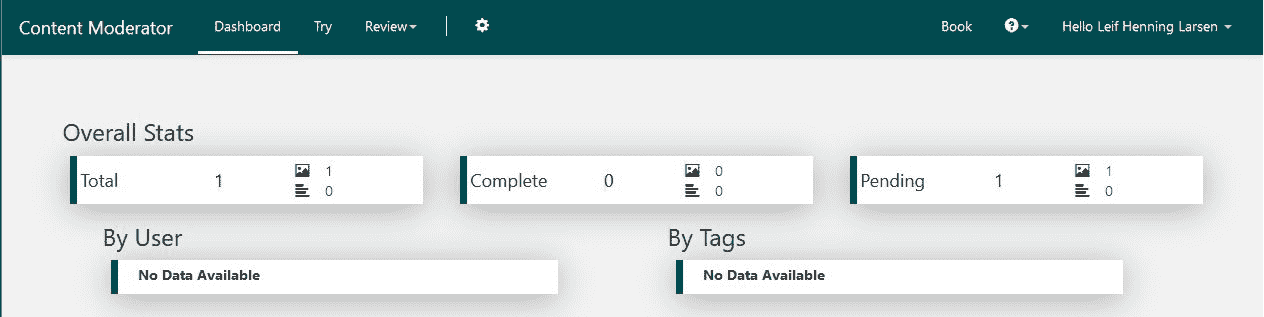 Content Moderator Dashboard Try Review Book ? Hello Leif Henning Larsen
Overall Stats
Total 1 1 0
Complete 0 0 0
Pending 1 1 0
By User
No Data Available
By Tags
No Data Available